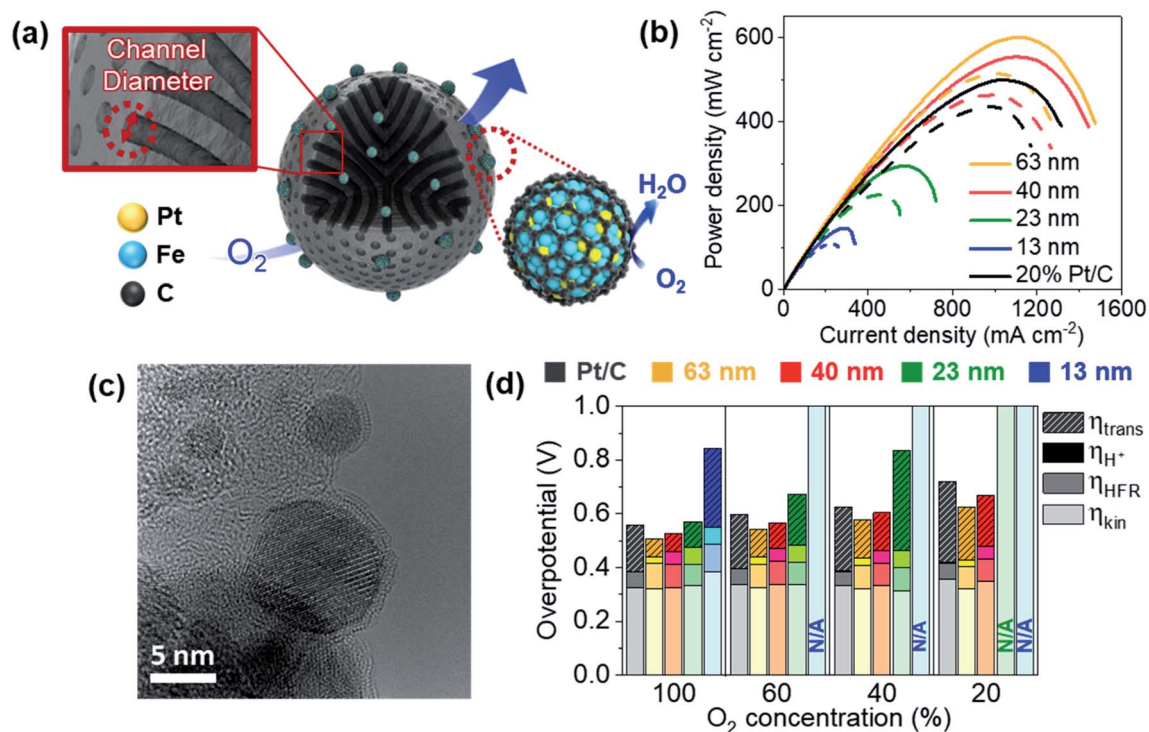 (a)
Channel
Diameter
Pt
Fe
C
O₂
H₂O
O₂
(b)
Power density (mW cm⁻²)
600
400
200
0
63 nm
40 nm
23 nm
13 nm
20% Pt/C
0 400 800 1200 1600
Current density (mA cm⁻²)
(c)
5 nm
(d)
Pt/C 63 nm 40 nm 23 nm 13 nm
Overpotential (V)
1.0
0.8
0.6
0.4
0.2
0.0
N/A
N/A
N/A
N/A
ηtrans
ηH⁺
ηHFR
ηkin
100 60 40 20
O₂ concentration (%)